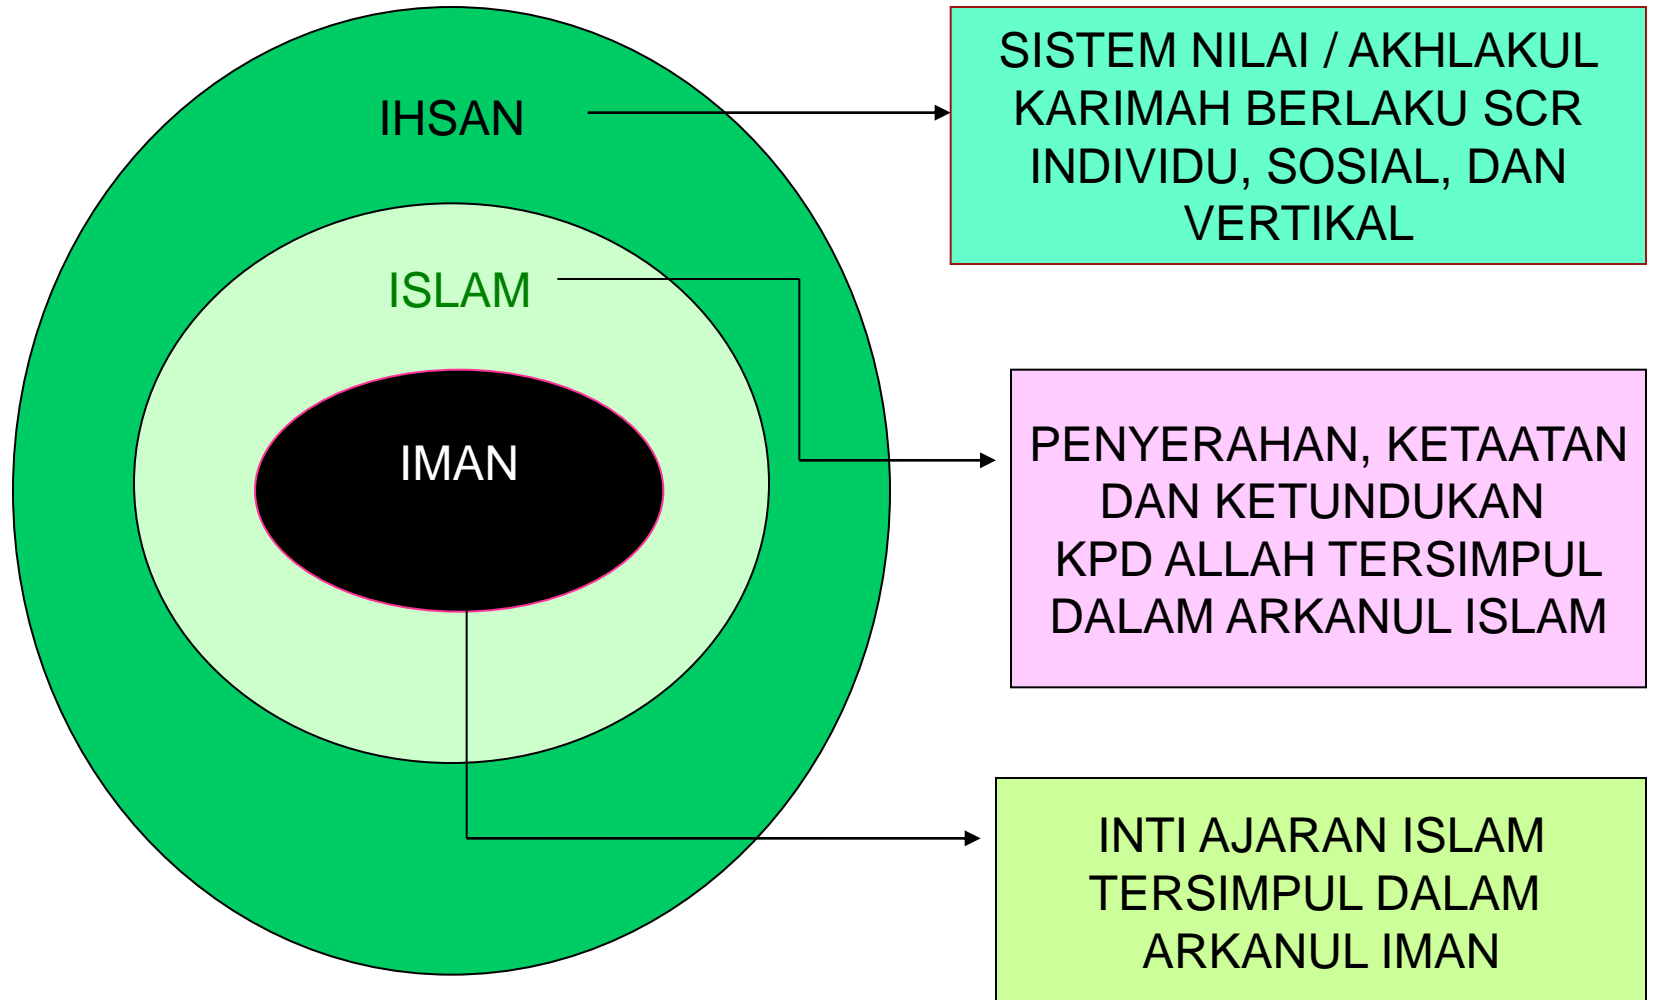 IHSAN
SISTEM NILAI / AKHLAKUL
KARIMAH BERLAKU SCR
INDIVIDU, SOSIAL, DAN
VERTIKAL
ISLAM
PENYERAHAN, KETAATAN
DAN KETUNDUKAN
KPD ALLAH TERSIMPUL
DALAM ARKANUL ISLAM
IMAN
INTI AJARAN ISLAM
TERSIMPUL DALAM
ARKANUL IMAN